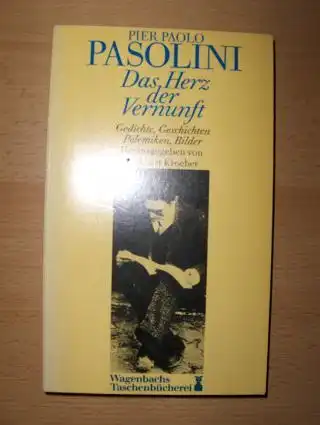 PIER PAOLO
PASOLINI
Das Herz
der
Vernunft
Gedichte, Geschichten
Polemiken, Bilder
Herausgegeben von
Kroeber
Wagenbachs
Taschenbücherei